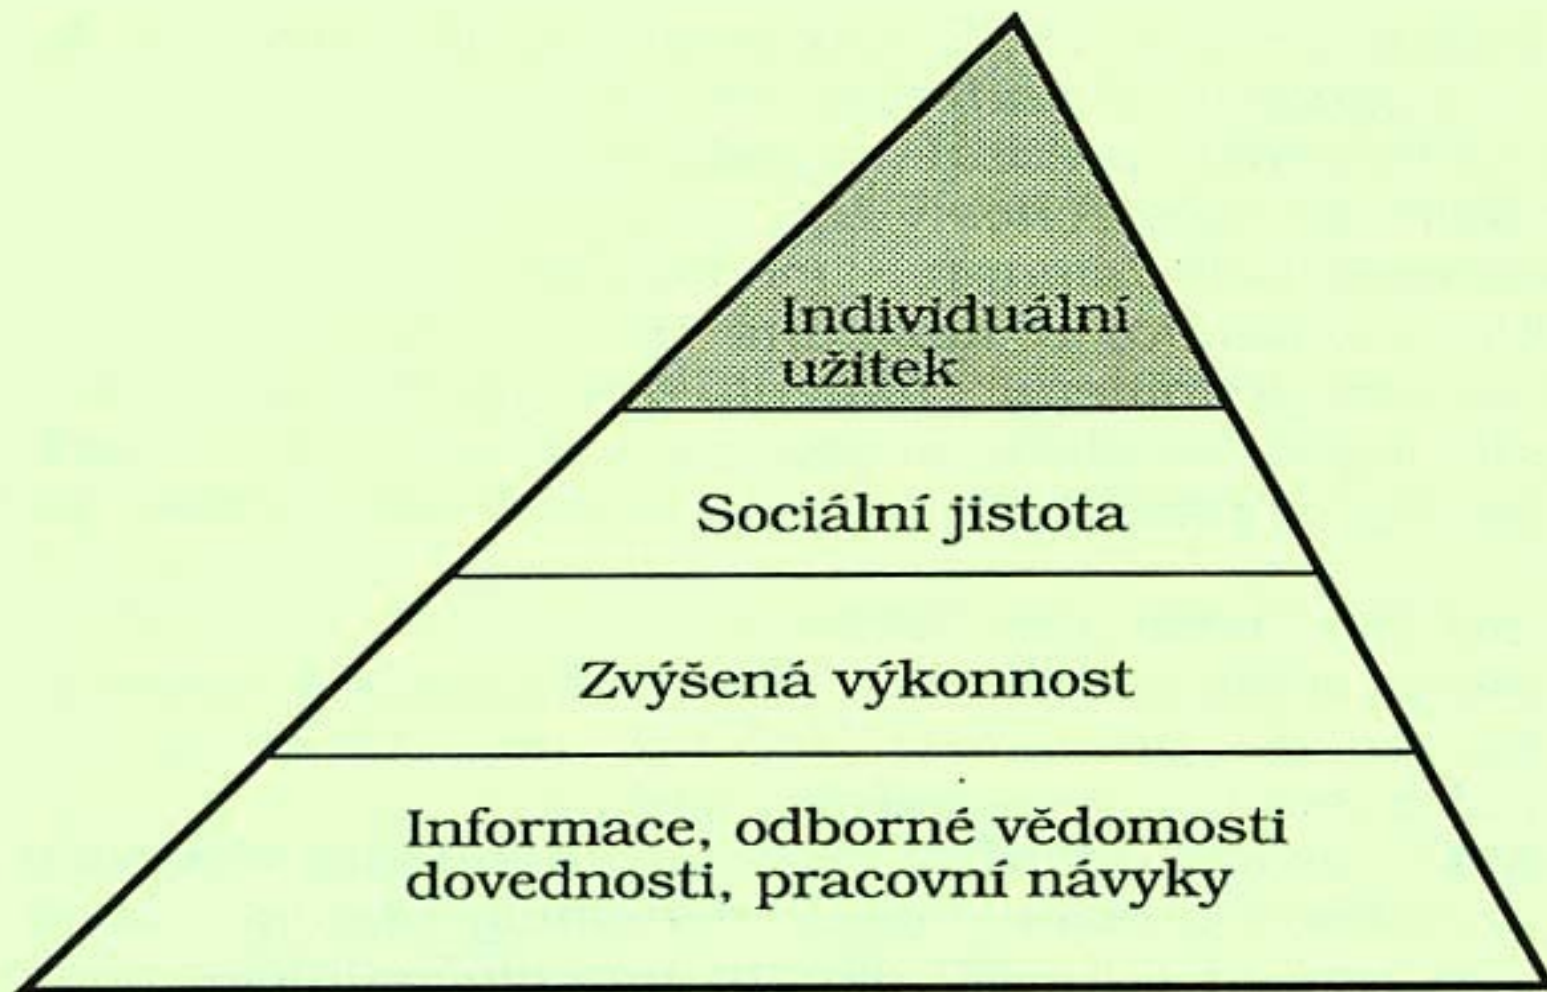 Individuální
užitek
Sociální jistota
Zvýšená výkonnost
Informace, odborné vědomosti
dovednosti, pracovní návyky